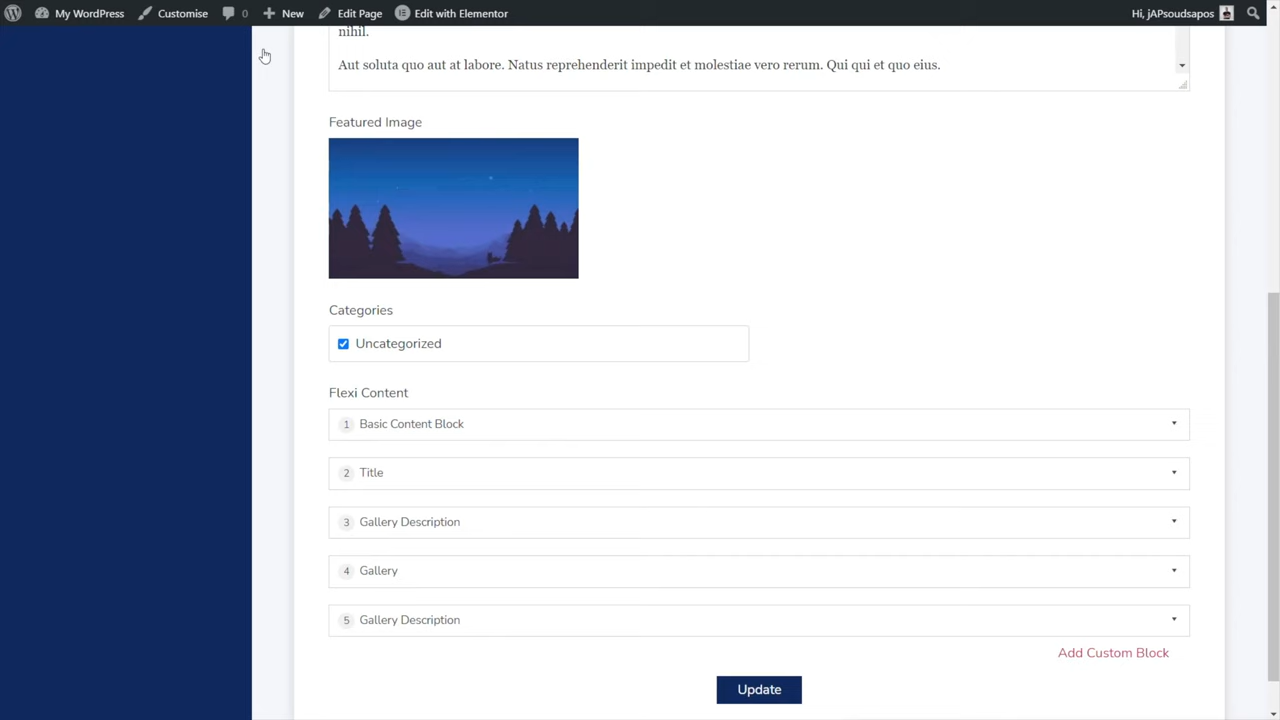 My WordPress Customise 0 New Edit Page Edit with Elementor Hi, jAPsoudsapos
nihil.
Aut soluta quo aut at labore. Natus reprehenderit impedit et molestiae vero rerum. Qui qui et quo eius.
Featured Image
Categories
Uncategorized
Flexi Content
1 Basic Content Block
2 Title
3 Gallery Description
4 Gallery
5 Gallery Description
Add Custom Block
Update